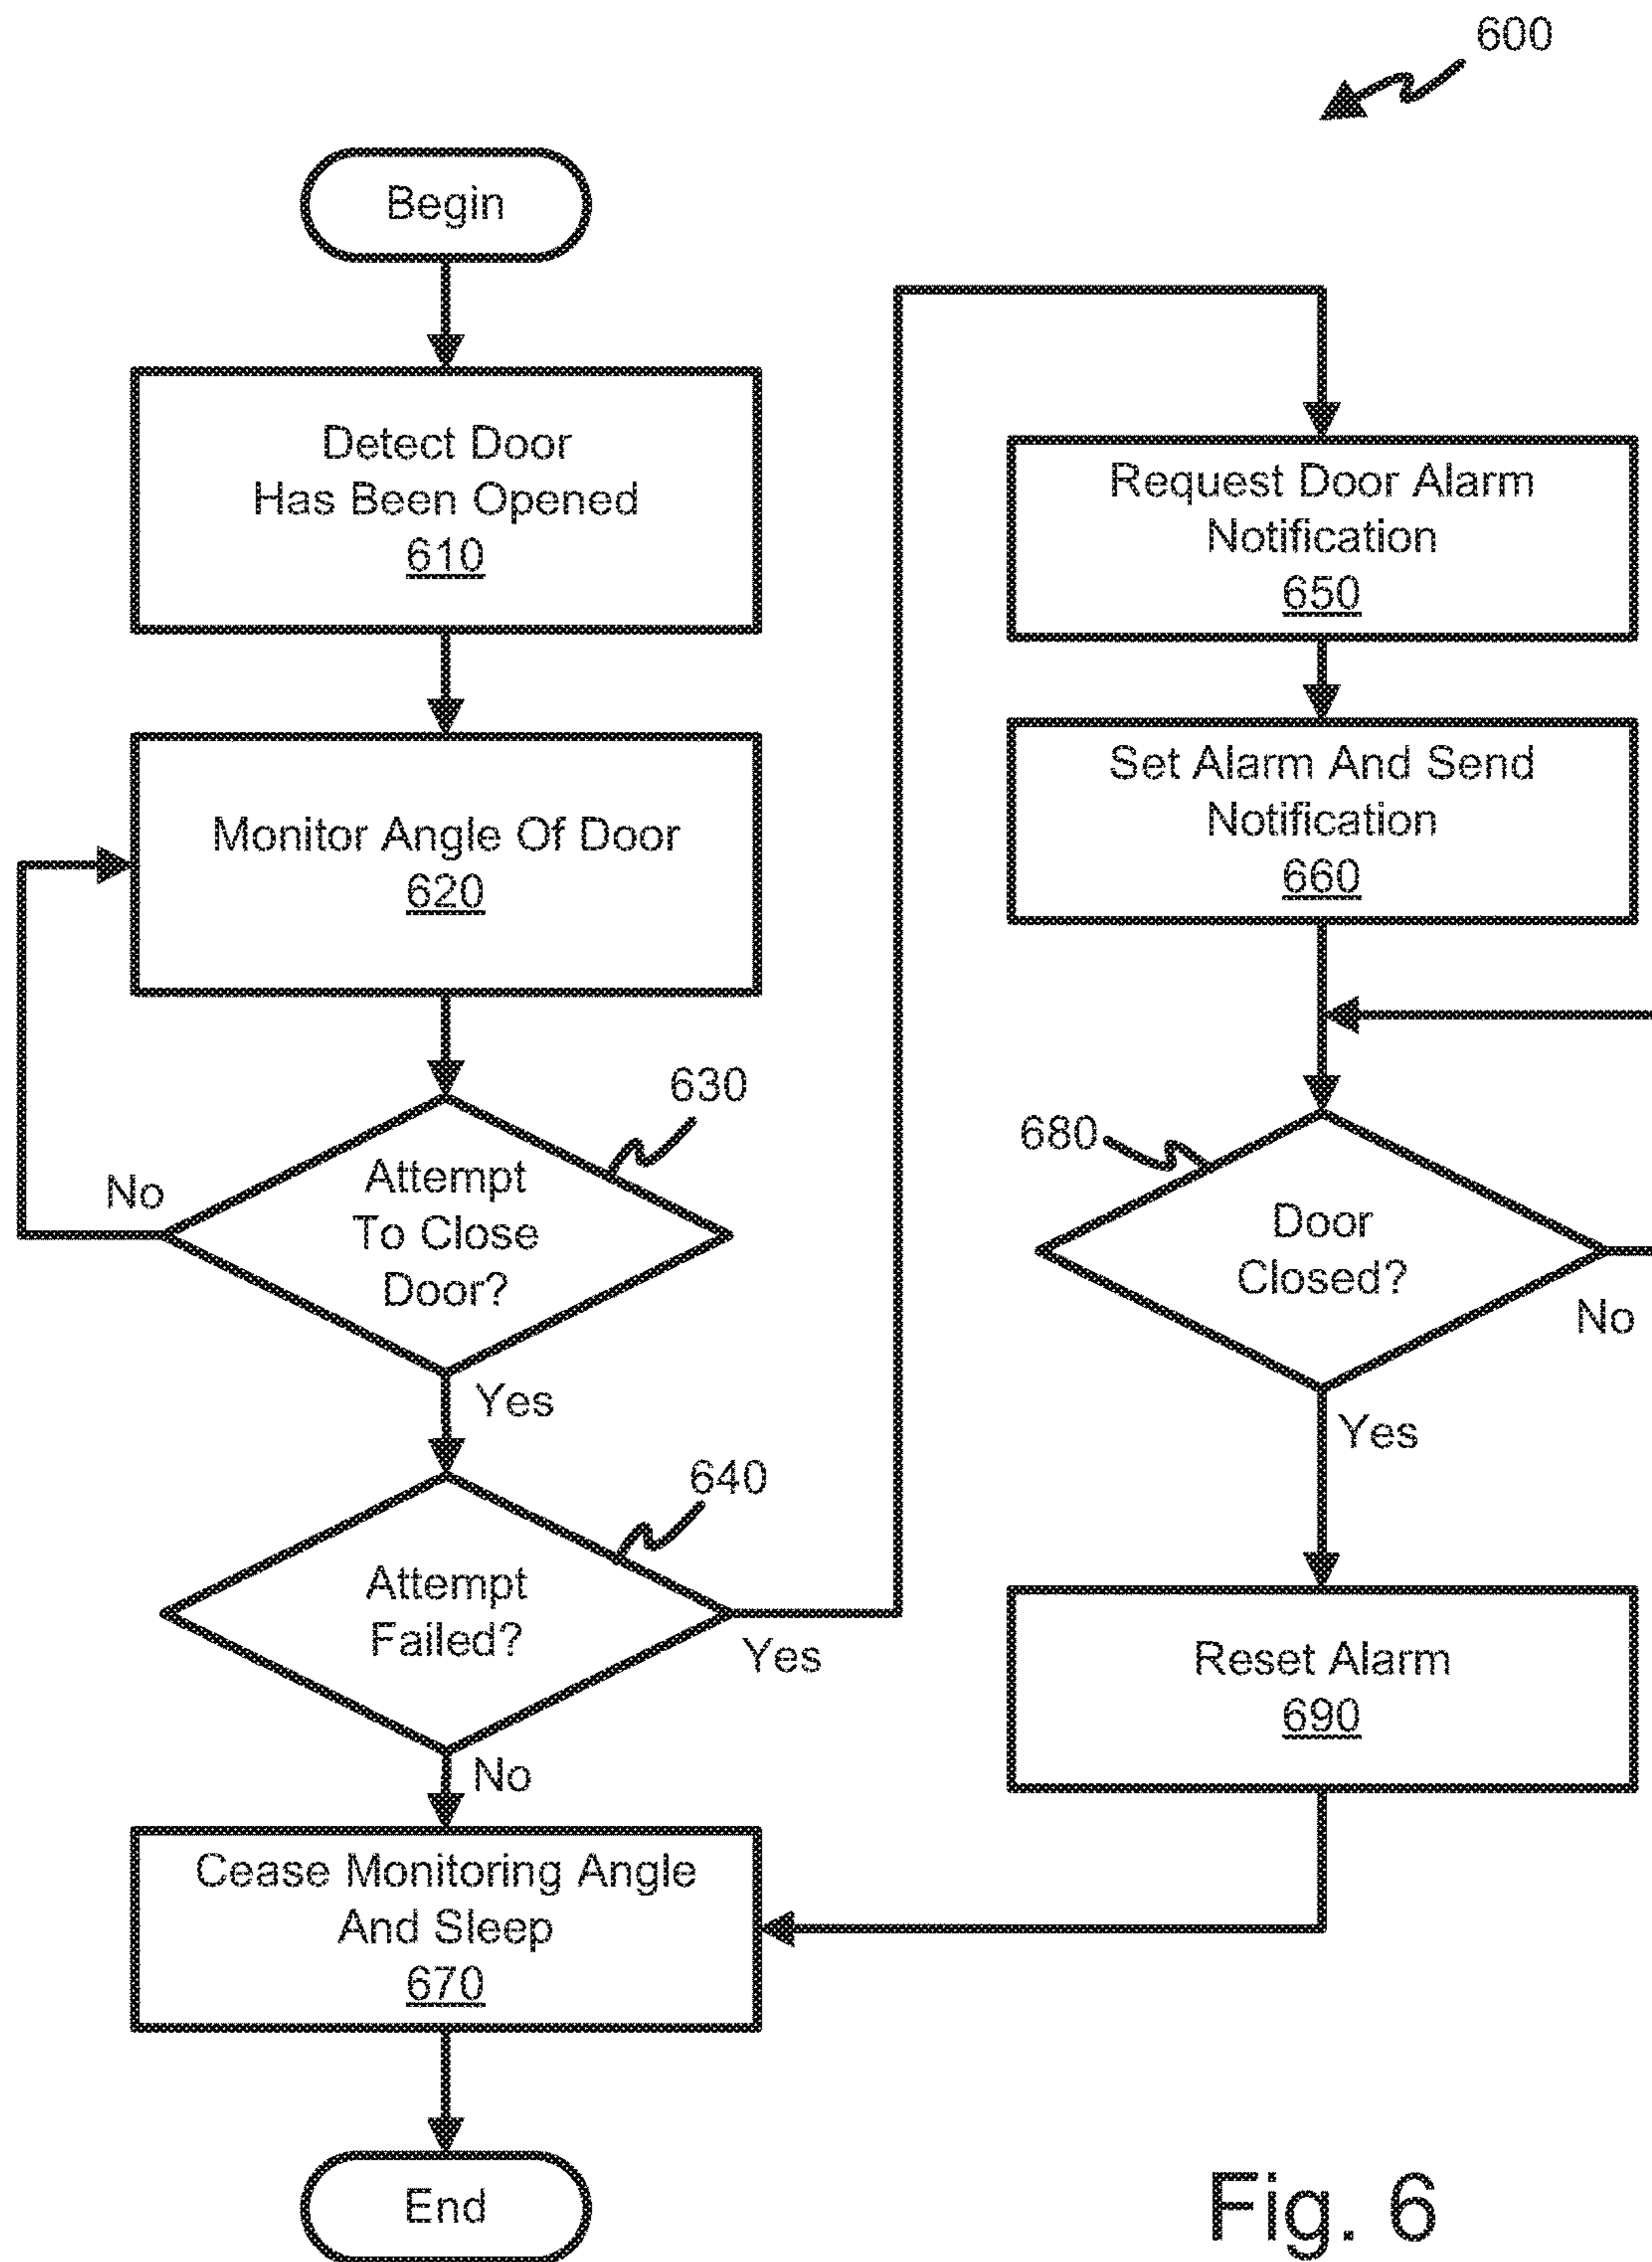 600
Begin
Detect Door
Has Been Opened
610
Monitor Angle Of Door
620
630
Attempt
To Close
Door?
No
Yes
640
Attempt
Failed?
Yes
No
Cease Monitoring Angle
And Sleep
670
End
Request Door Alarm
Notification
650
Set Alarm And Send
Notification
660
680
Door
Closed?
No
Yes
Reset Alarm
690
Fig. 6